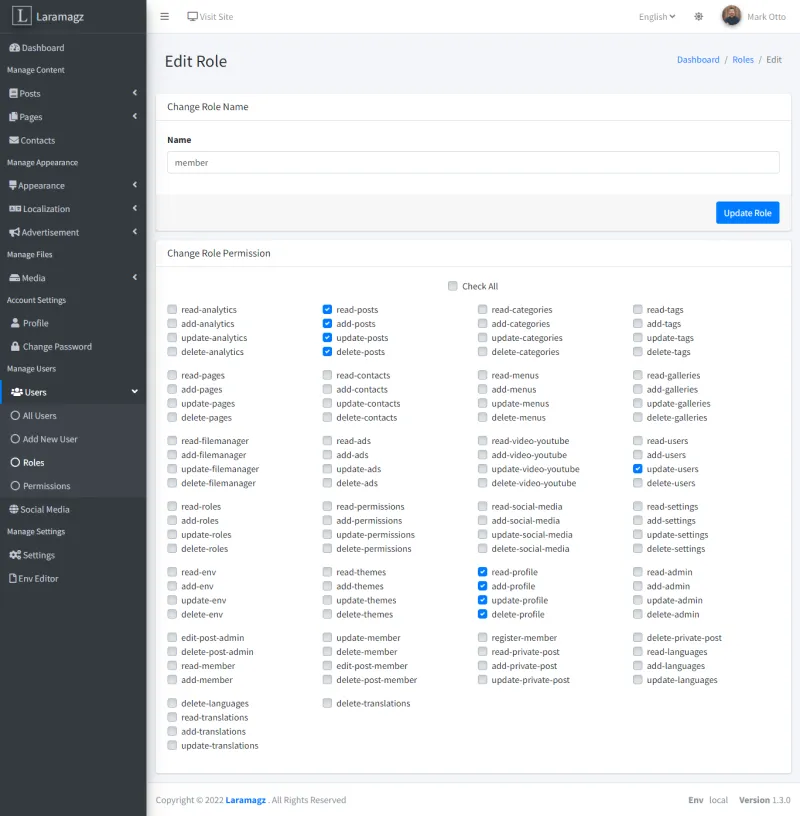 Laramagz
Visit Site
English
Mark Otto
Dashboard
Manage Content
Posts
Pages
Contacts
Manage Appearance
Appearance
Localization
Advertisement
Manage Files
Media
Account Settings
Profile
Change Password
Manage Users
Users
All Users
Add New User
Roles
Permissions
Social Media
Manage Settings
Settings
Env Editor
Edit Role
Dashboard / Roles / Edit
Change Role Name
Name
member
Update Role
Change Role Permission
Check All
read-analytics
add-analytics
update-analytics
delete-analytics
read-posts
add-posts
update-posts
delete-posts
read-categories
add-categories
update-categories
delete-categories
read-tags
add-tags
update-tags
delete-tags
read-pages
add-pages
update-pages
delete-pages
read-contacts
add-contacts
update-contacts
delete-contacts
read-menus
add-menus
update-menus
delete-menus
read-galleries
add-galleries
update-galleries
delete-galleries
read-filemanager
add-filemanager
update-filemanager
delete-filemanager
read-ads
add-ads
update-ads
delete-ads
read-video-youtube
add-video-youtube
update-video-youtube
delete-video-youtube
read-users
add-users
update-users
delete-users
read-roles
add-roles
update-roles
delete-roles
read-permissions
add-permissions
update-permissions
delete-permissions
read-social-media
add-social-media
update-social-media
delete-social-media
read-settings
add-settings
update-settings
delete-settings
read-env
add-env
update-env
delete-env
read-themes
add-themes
update-themes
delete-themes
read-profile
add-profile
update-profile
delete-profile
read-admin
add-admin
update-admin
delete-admin
edit-post-admin
delete-post-admin
read-member
add-member
update-member
delete-member
edit-post-member
delete-post-member
register-member
read-private-post
add-private-post
update-private-post
delete-private-post
read-languages
add-languages
update-languages
delete-languages
read-translations
add-translations
update-translations
delete-translations
Copyright © 2022 Laramagz . All Rights Reserved
Env local Version 1.3.0